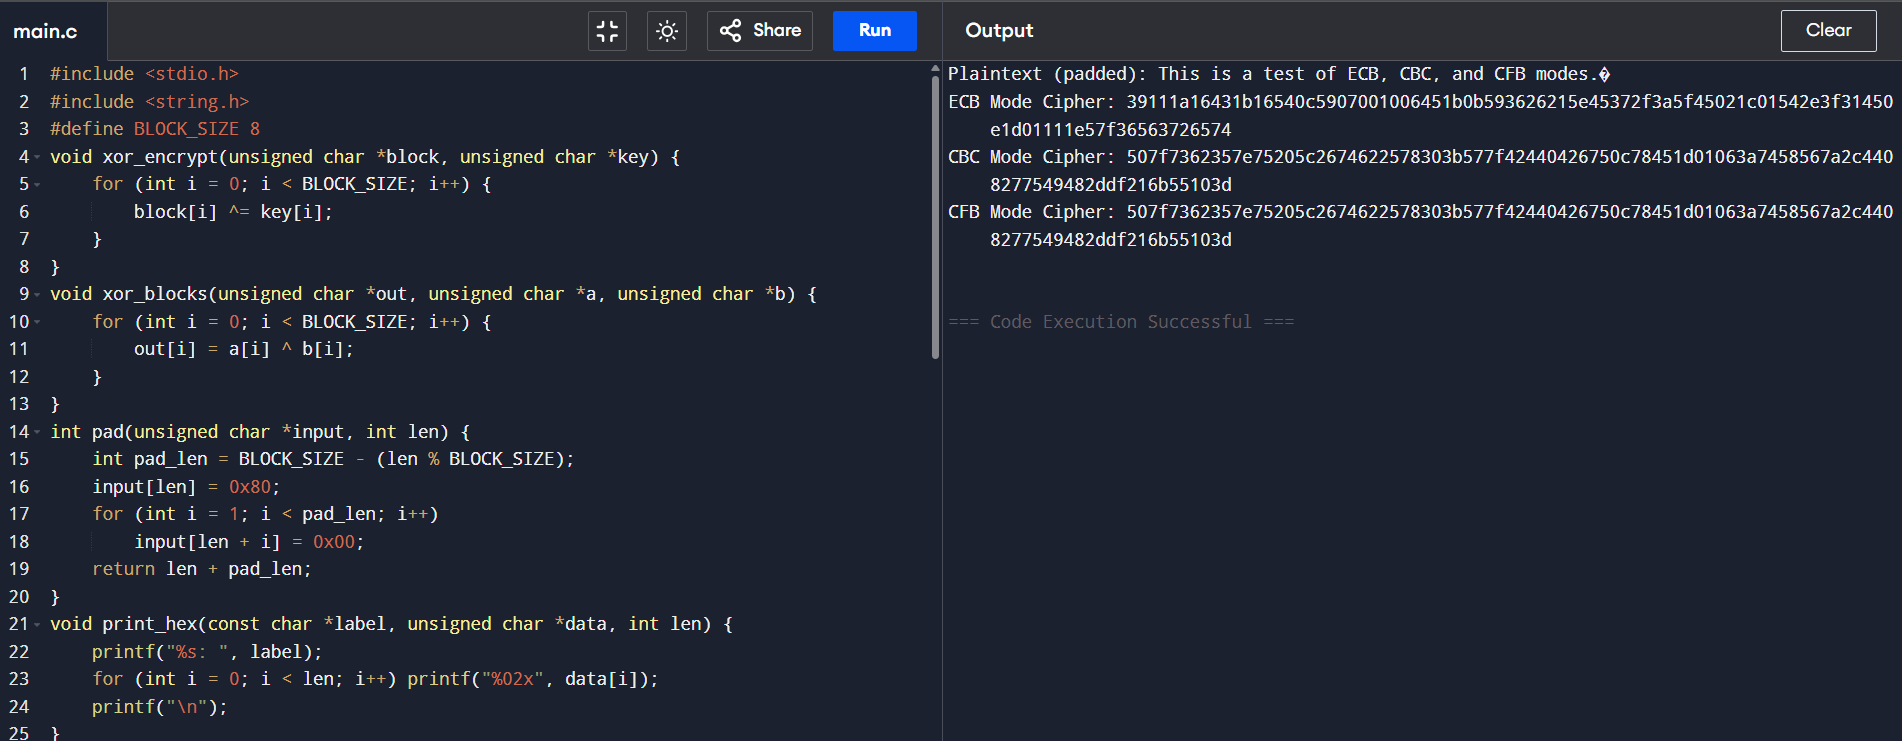 main.c
Share
Run
Output
Clear
1 #include <stdio.h>
2 #include <string.h>
3 #define BLOCK_SIZE 8
4 void xor_encrypt(unsigned char *block, unsigned char *key) {
5     for (int i = 0; i < BLOCK_SIZE; i++) {
6         block[i] ^= key[i];
7     }
8 }
9 void xor_blocks(unsigned char *out, unsigned char *a, unsigned char *b) {
10     for (int i = 0; i < BLOCK_SIZE; i++) {
11         out[i] = a[i] ^ b[i];
12     }
13 }
14 int pad(unsigned char *input, int len) {
15     int pad_len = BLOCK_SIZE - (len % BLOCK_SIZE);
16     input[len] = 0x80;
17     for (int i = 1; i < pad_len; i++)
18         input[len + i] = 0x00;
19     return len + pad_len;
20 }
21 void print_hex(const char *label, unsigned char *data, int len) {
22     printf("%s: ", label);
23     for (int i = 0; i < len; i++) printf("%02x", data[i]);
24     printf("\n");
25 }
Plaintext (padded): This is a test of ECB, CBC, and CFB modes.�
ECB Mode Cipher: 39111a16431b16540c5907001006451b0b593626215e45372f3a5f45021c01542e3f31450
e1d01111e57f36563726574
CBC Mode Cipher: 507f7362357e75205c2674622578303b577f42440426750c78451d01063a7458567a2c440
8277549482ddf216b55103d
CFB Mode Cipher: 507f7362357e75205c2674622578303b577f42440426750c78451d01063a7458567a2c440
8277549482ddf216b55103d
=== Code Execution Successful ===